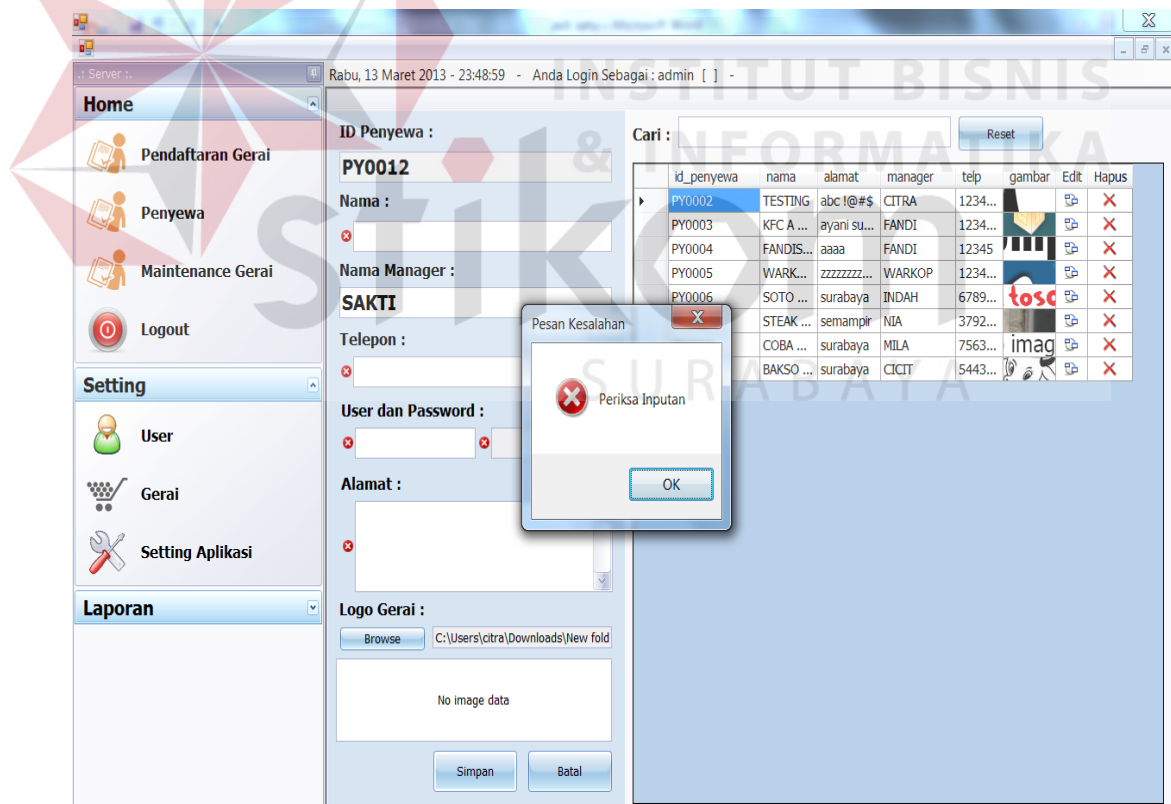 .: Server :.
Rabu, 13 Maret 2013 - 23:48:59 - Anda Login Sebagai : admin [ ] -
INSTITUT BISNIS
& INFORMATIKA
stikom
SURABAYA
Home
Pendaftaran Gerai
Penyewa
Maintenance Gerai
Logout
Setting
User
Gerai
Setting Aplikasi
Laporan
ID Penyewa :
PY0012
Nama :
Nama Manager :
SAKTI
Telepon :
User dan Password :
Alamat :
Logo Gerai :
Browse
C:\Users\citra\Downloads\New fold
No image data
Simpan
Batal
Cari :
Reset
id_penyewa nama alamat manager telp gambar Edit Hapus
PY0002 TESTING abc !@#$ CITRA 1234...
PY0003 KFC A ... ayani su... FANDI 1234...
PY0004 FANDIS... aaaa FANDI 12345
PY0005 WARK... zzzzzzzz... WARKOP 1234...
PY0006 SOTO ... surabaya INDAH 6789... tosc
STEAK ... semampir NIA 3792...
COBA ... surabaya MILA 7563... imag
BAKSO ... surabaya CICIT 5443...
Pesan Kesalahan
Periksa Inputan
OK